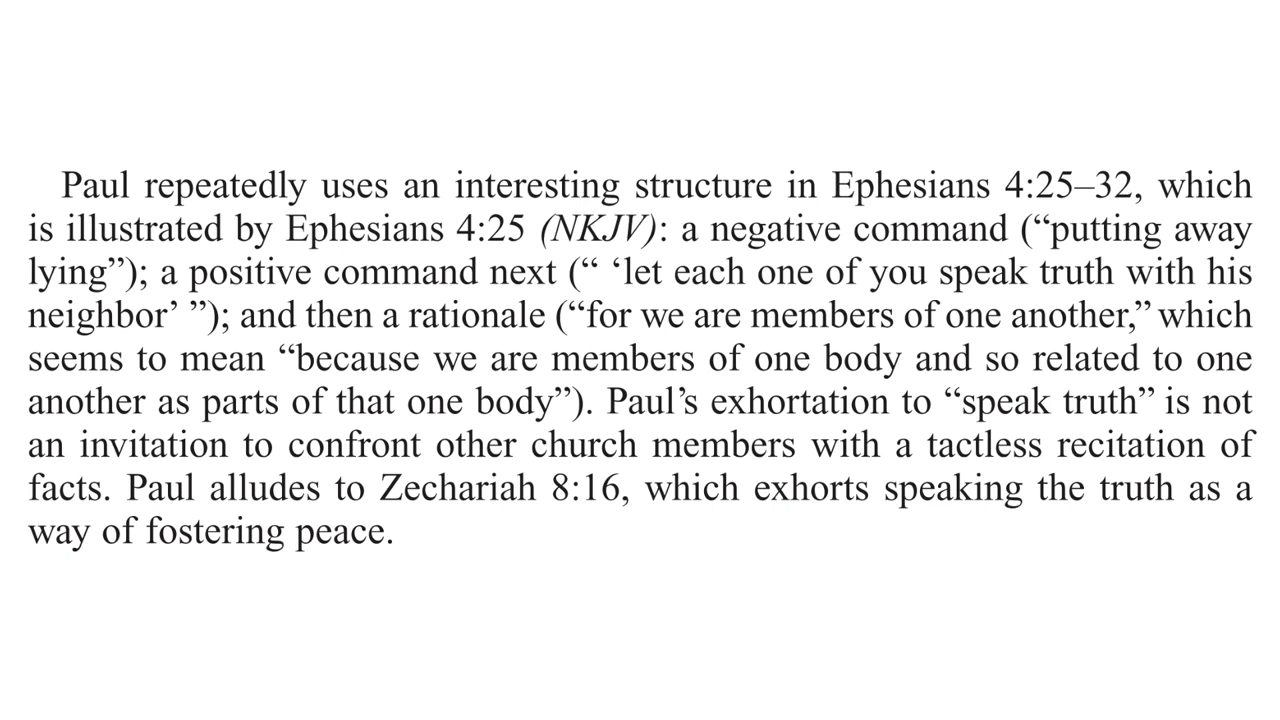 Paul repeatedly uses an interesting structure in Ephesians 4:25–32, which
is illustrated by Ephesians 4:25 (NKJV): a negative command (“putting away
lying”); a positive command next (“ ‘let each one of you speak truth with his
neighbor’ ”); and then a rationale (“for we are members of one another,” which
seems to mean “because we are members of one body and so related to one
another as parts of that one body”). Paul’s exhortation to “speak truth” is not
an invitation to confront other church members with a tactless recitation of
facts. Paul alludes to Zechariah 8:16, which exhorts speaking the truth as a
way of fostering peace.